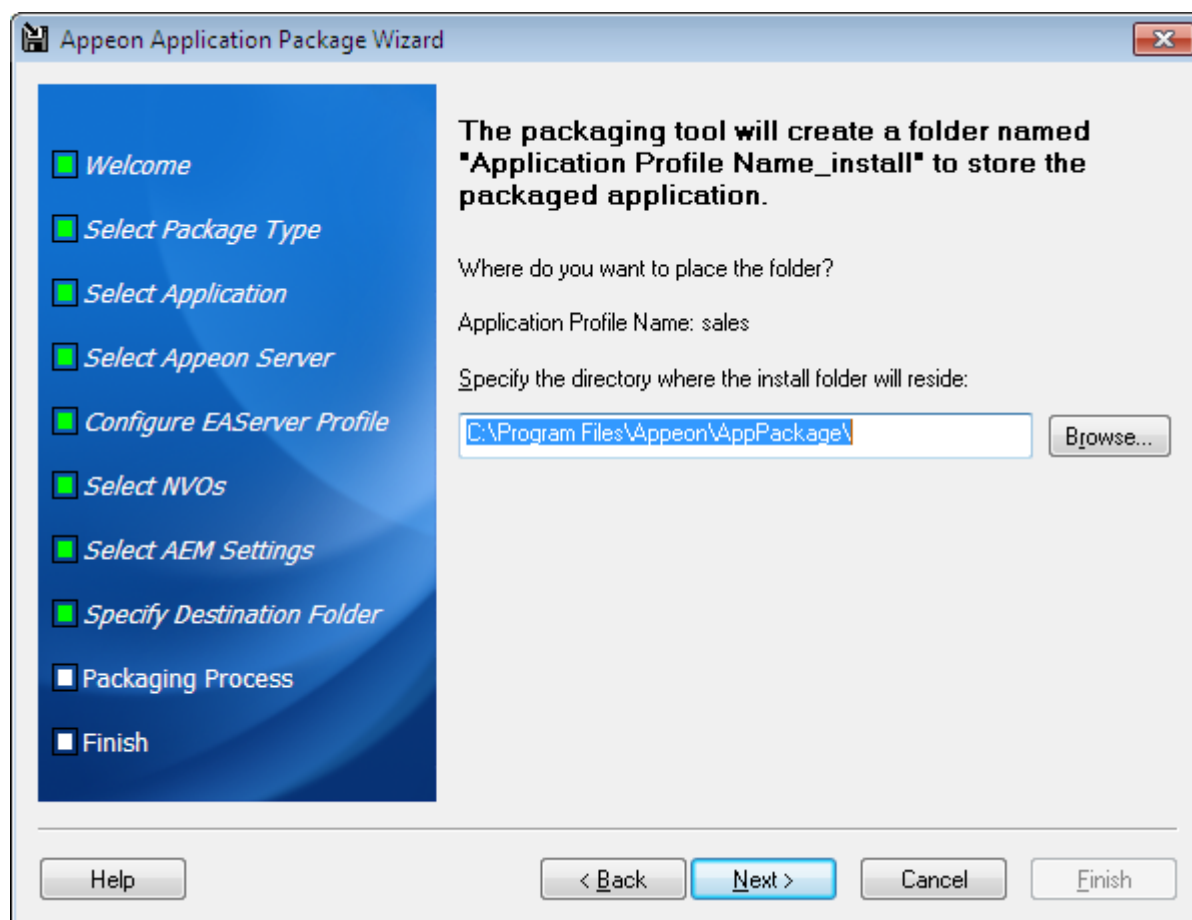 Appeon Application Package Wizard
Welcome
Select Package Type
Select Application
Select Appeon Server
Configure EAServer Profile
Select NVOs
Select AEM Settings
Specify Destination Folder
Packaging Process
Finish
The packaging tool will create a folder named
"Application Profile Name_install" to store the
packaged application.
Where do you want to place the folder?
Application Profile Name: sales
Specify the directory where the install folder will reside:
C:\Program Files\Appeon\AppPackage\
Browse...
Help
< Back
Next >
Cancel
Finish